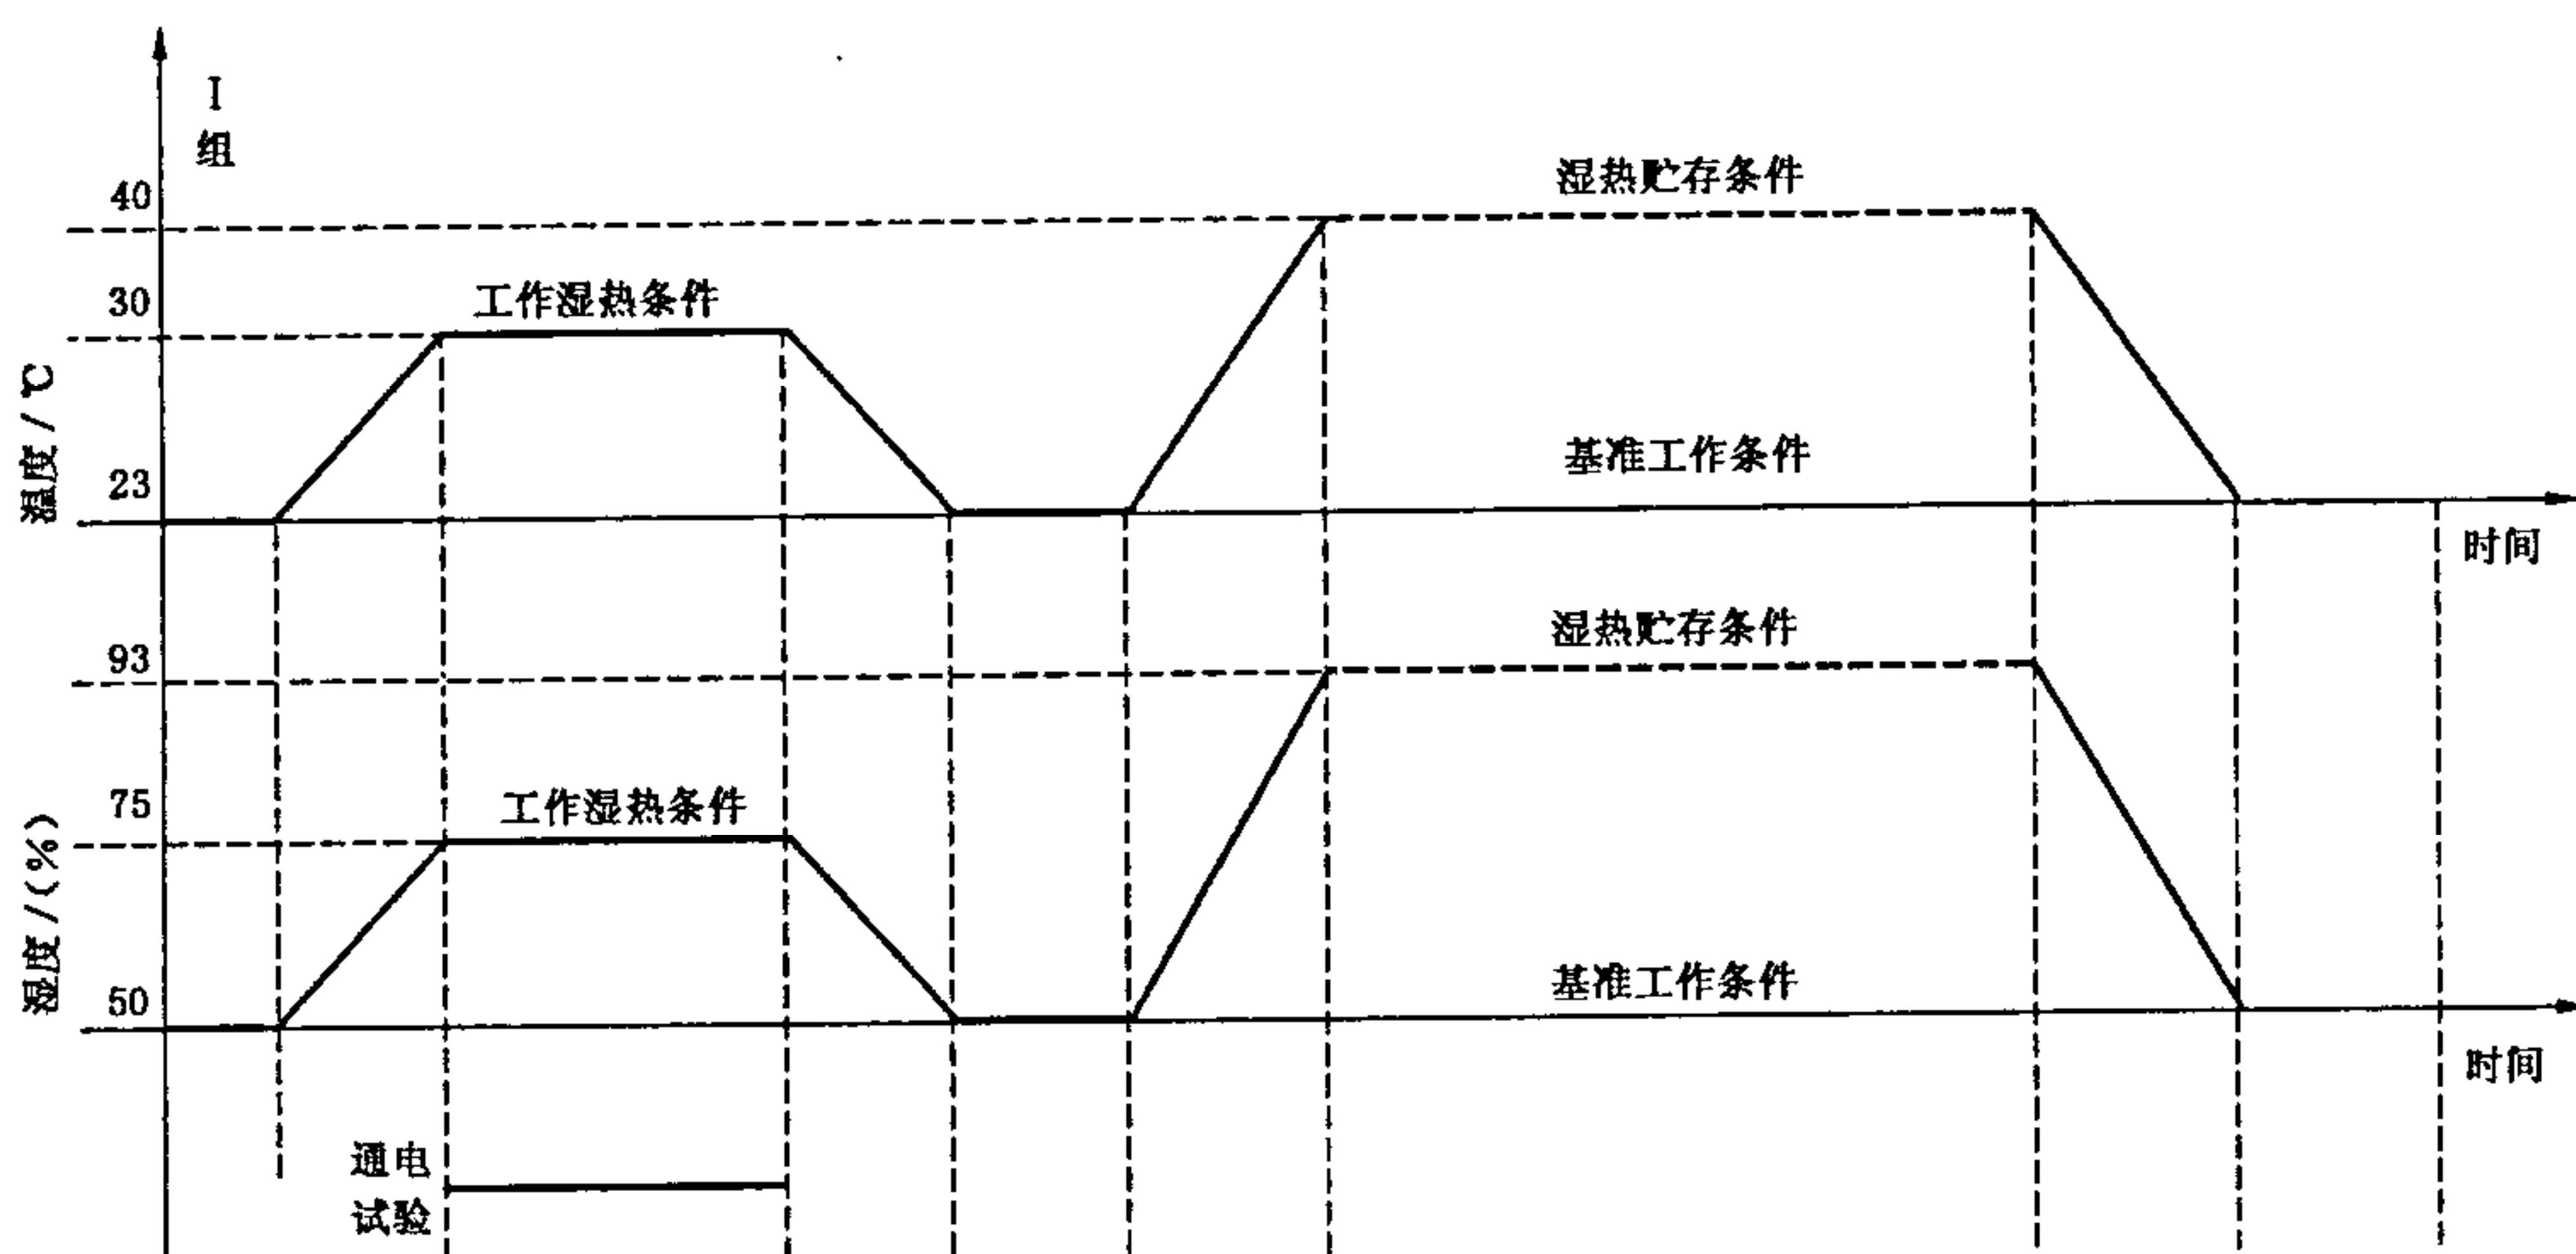 I
组
40
湿热贮存条件
30
工作湿热条件
温度/℃
基准工作条件
23
时间
湿热贮存条件
93
75
工作湿热条件
湿度/(%)
基准工作条件
50
时间
通电
试验